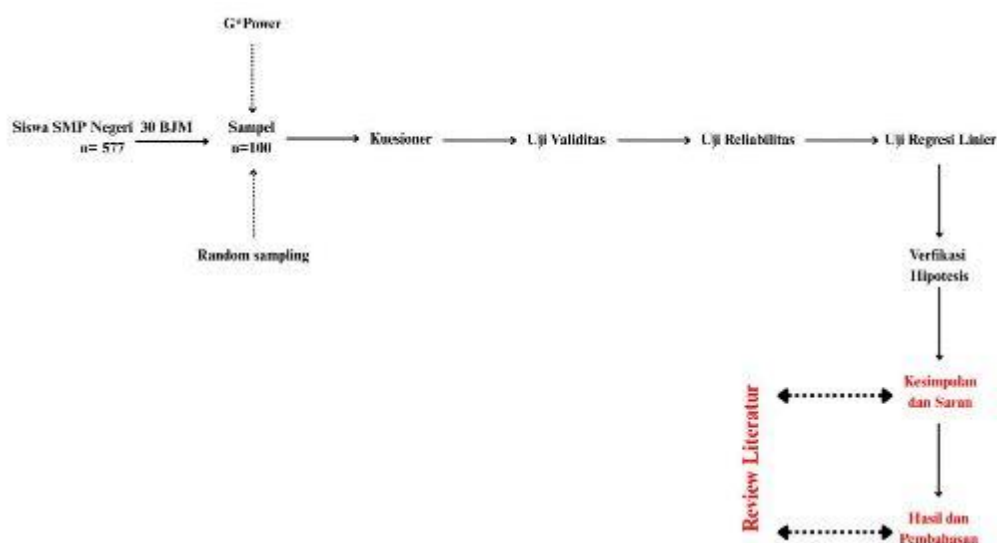 G*Power
Siswa SMP Negeri 30 BJM
n= 577
Sampel
n=100
Kuesioner
Uji Validitas
Uji Reliabilitas
Uji Regresi Linier
Random sampling
Verfikasi
Hipotesis
Review Literatur
Kesimpulan
dan Saran
Hasil dan
Pembahasan